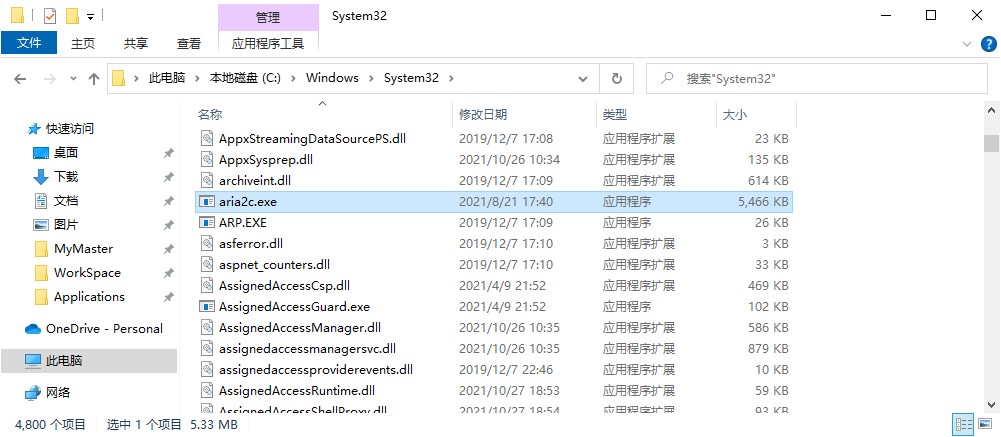 管理 System32
文件 主页 共享 查看 应用程序工具
此电脑 本地磁盘 (C:) Windows System32 搜索"System32"
名称 修改日期 类型 大小
快速访问
桌面
下载
文档
图片
MyMaster
WorkSpace
Applications
OneDrive - Personal
此电脑
网络
AppxStreamingDataSourcePS.dll 2019/12/7 17:08 应用程序扩展 23 KB
AppxSysprep.dll 2021/10/26 10:34 应用程序扩展 135 KB
archiveint.dll 2019/12/7 17:09 应用程序扩展 614 KB
aria2c.exe 2021/8/21 17:40 应用程序 5,466 KB
ARP.EXE 2019/12/7 17:09 应用程序 26 KB
asferror.dll 2019/12/7 17:10 应用程序扩展 3 KB
aspnet_counters.dll 2019/12/7 17:10 应用程序扩展 33 KB
AssignedAccessCsp.dll 2021/4/9 21:52 应用程序扩展 469 KB
AssignedAccessGuard.exe 2021/4/9 21:52 应用程序 102 KB
AssignedAccessManager.dll 2021/10/26 10:35 应用程序扩展 586 KB
assignedaccessmanagersvc.dll 2021/10/26 10:35 应用程序扩展 879 KB
assignedaccessproviderevents.dll 2019/12/7 22:46 应用程序扩展 10 KB
AssignedAccessRuntime.dll 2021/10/27 18:53 应用程序扩展 59 KB
AssignedAccessShellProxy.dll 2021/10/27 18:54 应用程序扩展 93 KB
4,800 个项目 选中 1 个项目 5.33 MB